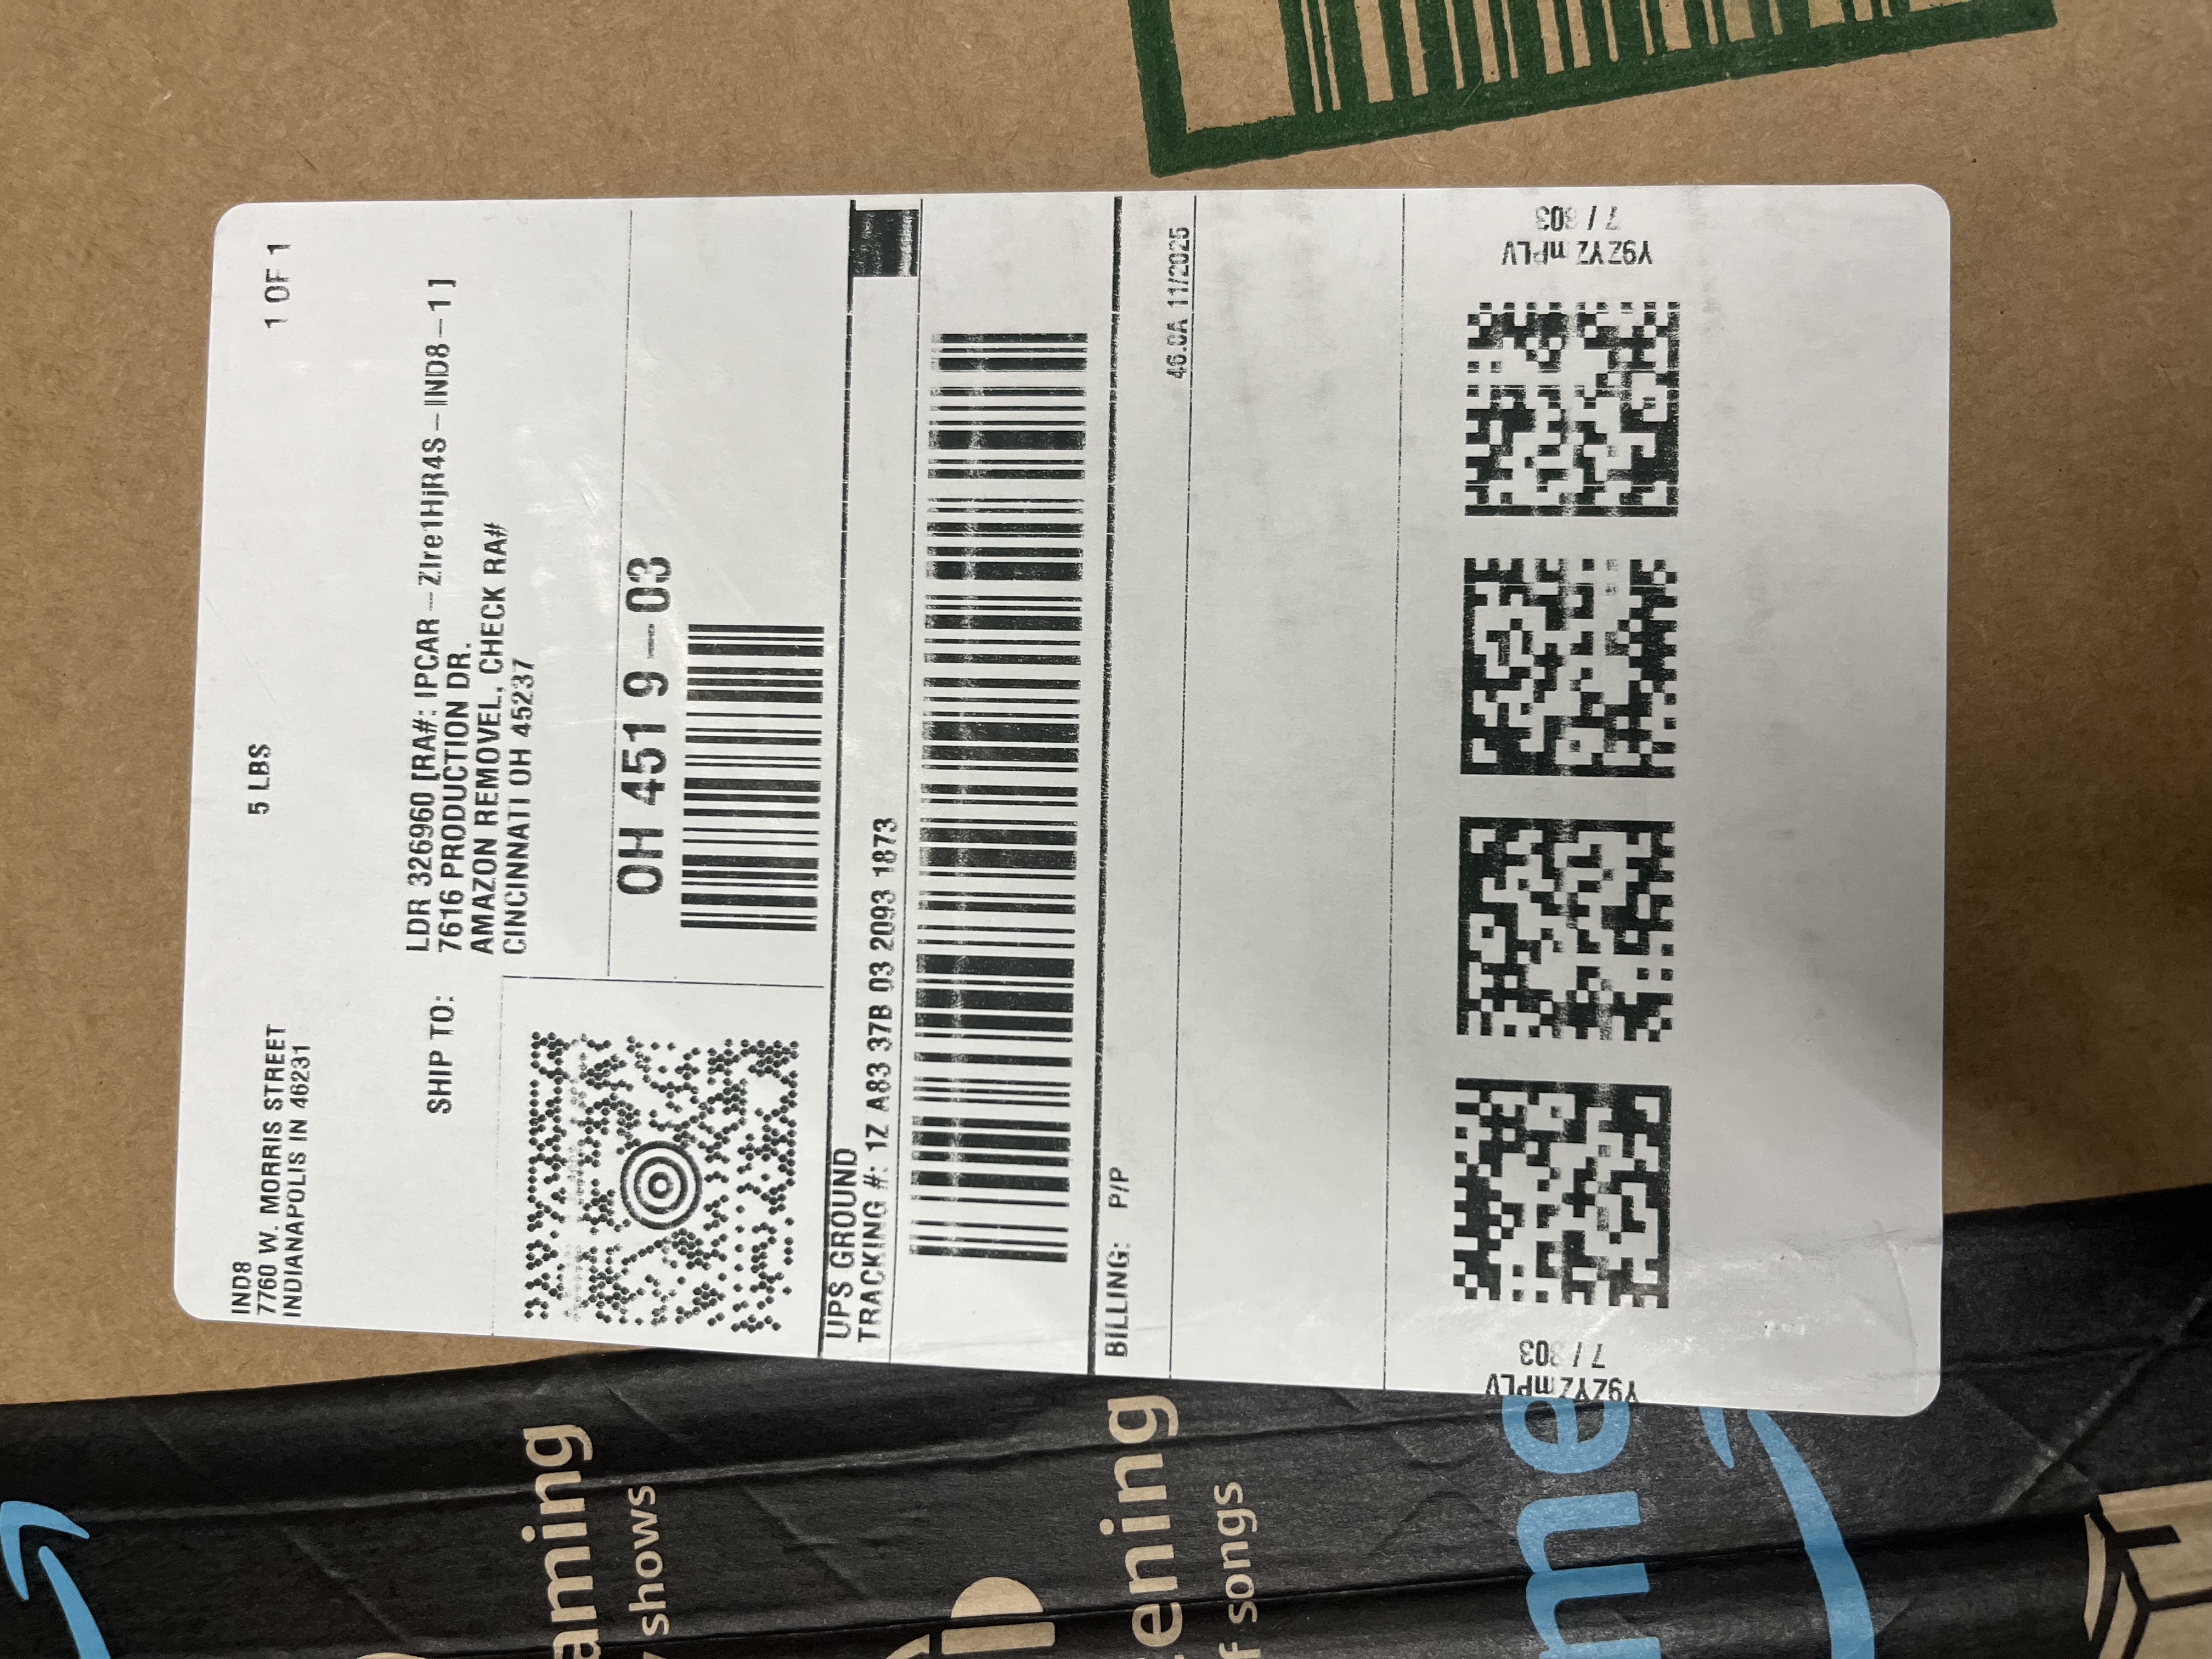 IND8
7760 W. MORRIS STREET
INDIANAPOLIS IN 46231
5 LBS
1 OF 1
SHIP TO:
LDR 326960 [RA#: IPCAR – ZIre1HjR4S – IND8 – 1 ]
7616 PRODUCTION DR.
AMAZON REMOVEL, CHECK RA#
CINCINNATI OH 45237
OH 451 9 – 03
UPS GROUND
TRACKING #: 1Z A83 37B 03 2093 1873
BILLING: P/P
46.0A 11/2025
Y9ZYZmPLV
7 / 803
Y9ZYZmPLV
7 / 803
aming
shows
ening
f songs
me